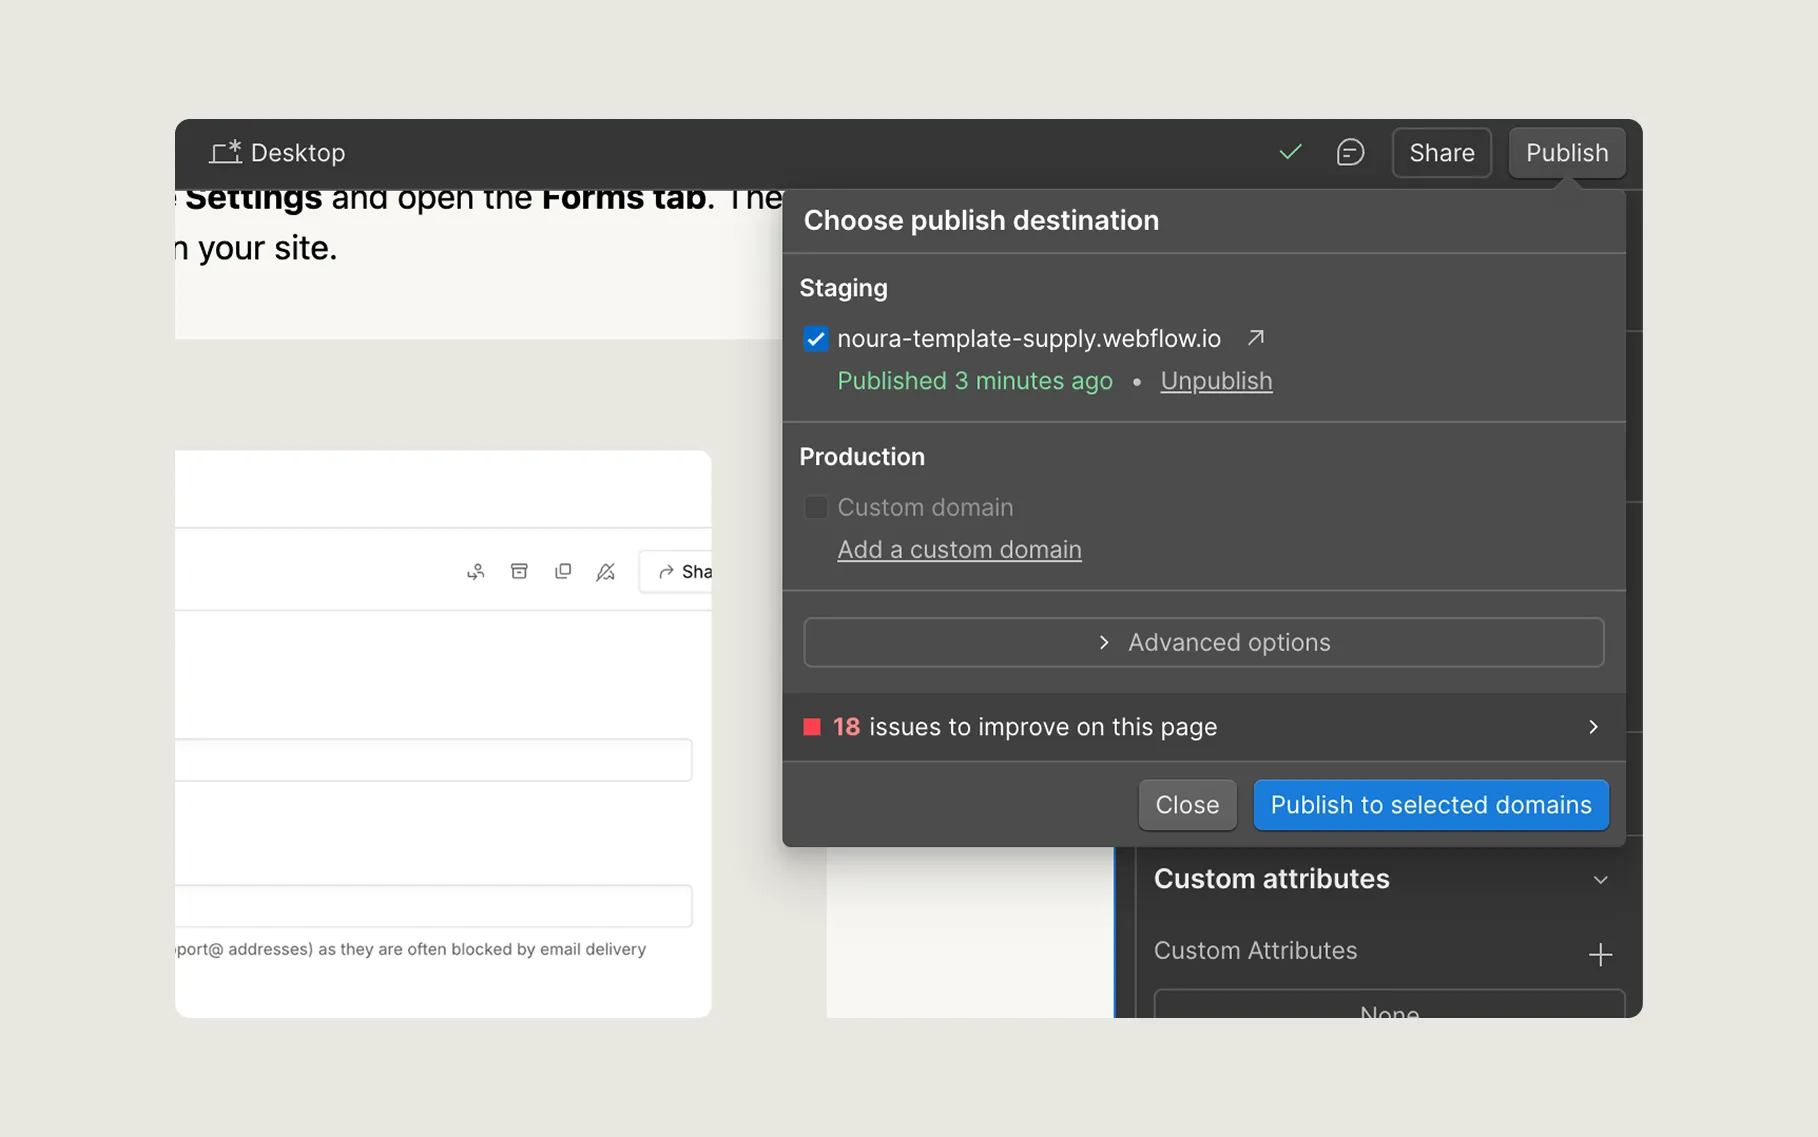 Desktop
Share
Publish
Settings and open the Forms tab. The
your site.
Choose publish destination
Staging
noura-template-supply.webflow.io
Published 3 minutes ago • Unpublish
Production
Custom domain
Add a custom domain
Advanced options
18 issues to improve on this page
Close
Publish to selected domains
Sha
port@ addresses) as they are often blocked by email delivery
Custom attributes
Custom Attributes
None